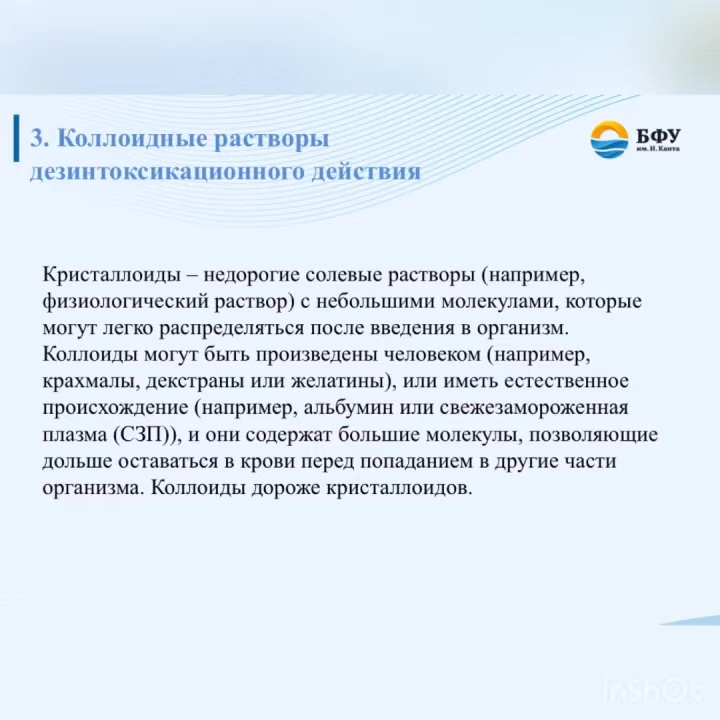 3. Коллоидные растворы
дезинтоксикационного действия
БФУ
им. И. Канта
Кристаллоиды – недорогие солевые растворы (например,
физиологический раствор) с небольшими молекулами, которые
могут легко распределяться после введения в организм.
Коллоиды могут быть произведены человеком (например,
крахмалы, декстраны или желатины), или иметь естественное
происхождение (например, альбумин или свежезамороженная
плазма (СЗП)), и они содержат большие молекулы, позволяющие
дольше оставаться в крови перед попаданием в другие части
организма. Коллоиды дороже кристаллоидов.
InShOt